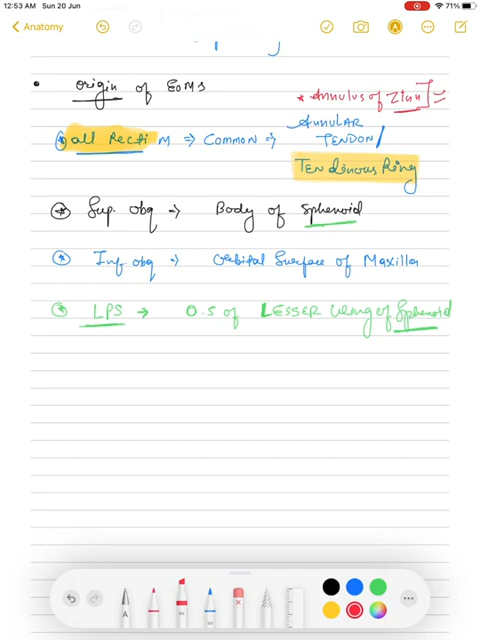 12:53 AM Sun 20 Jun
71%
Anatomy
• Origin of EOMs
* Annulus of Zinn
* all Recti M ⇒ Common ⇒ ANNULAR TENDON /
TENdinous Ring
* Sup. obq ⇒ Body of Sphenoid
* Inf. obq ⇒ Orbital Surface of Maxilla
* LPS → O.S of LESSER wing of Sphenoid
A